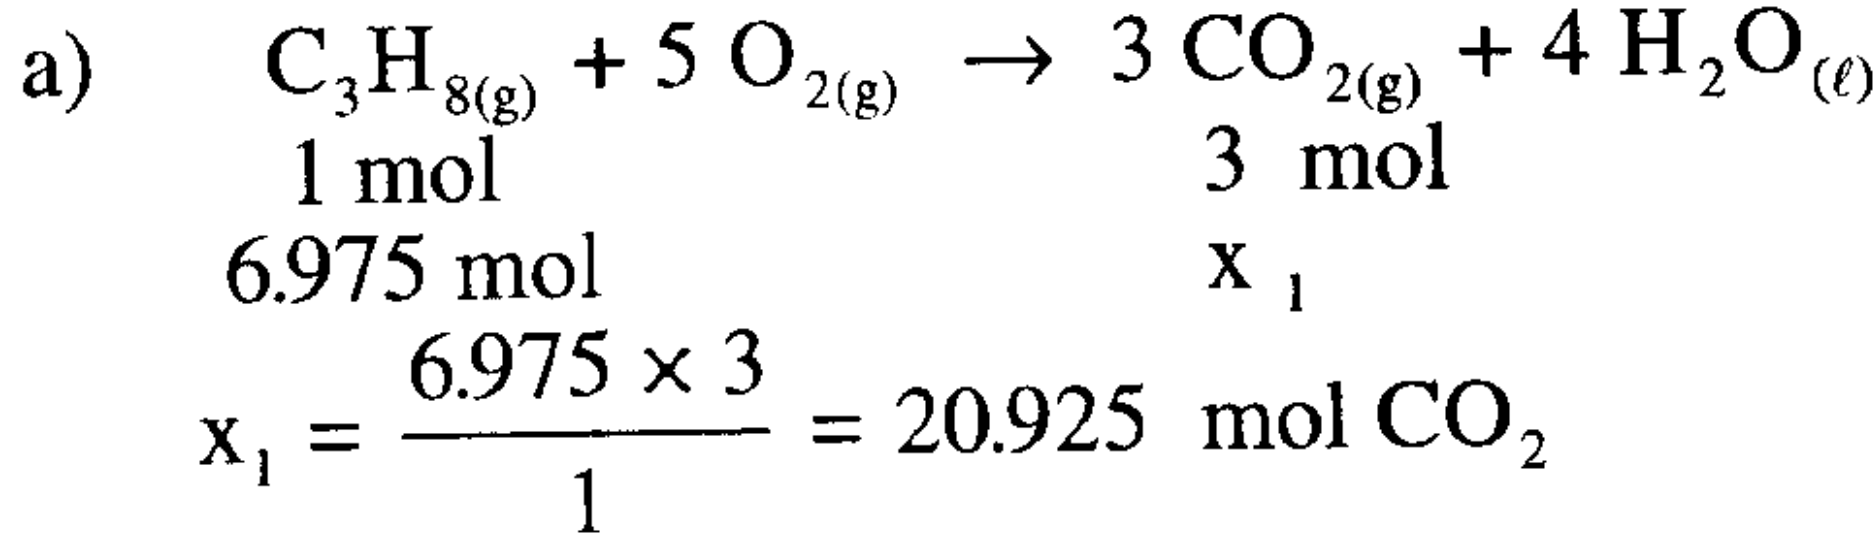 a) C₃H₈₍g₎ + 5 O₂₍g₎ → 3 CO₂₍g₎ + 4 H₂O₍ℓ₎
1 mol 3 mol
6.975 mol x₁
x₁ = (6.975 × 3) / 1 = 20.925 mol CO₂